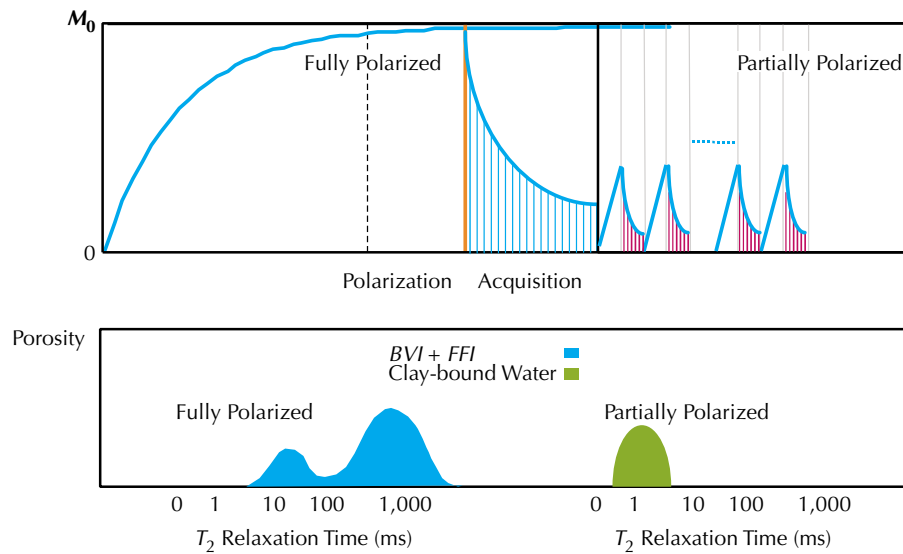 M0
Fully Polarized
Partially Polarized
0
Polarization
Acquisition
Porosity
BVI + FFI
Clay-bound Water
Fully Polarized
Partially Polarized
0 1 10 100 1,000
0 1 10 100 1,000
T2 Relaxation Time (ms)
T2 Relaxation Time (ms)